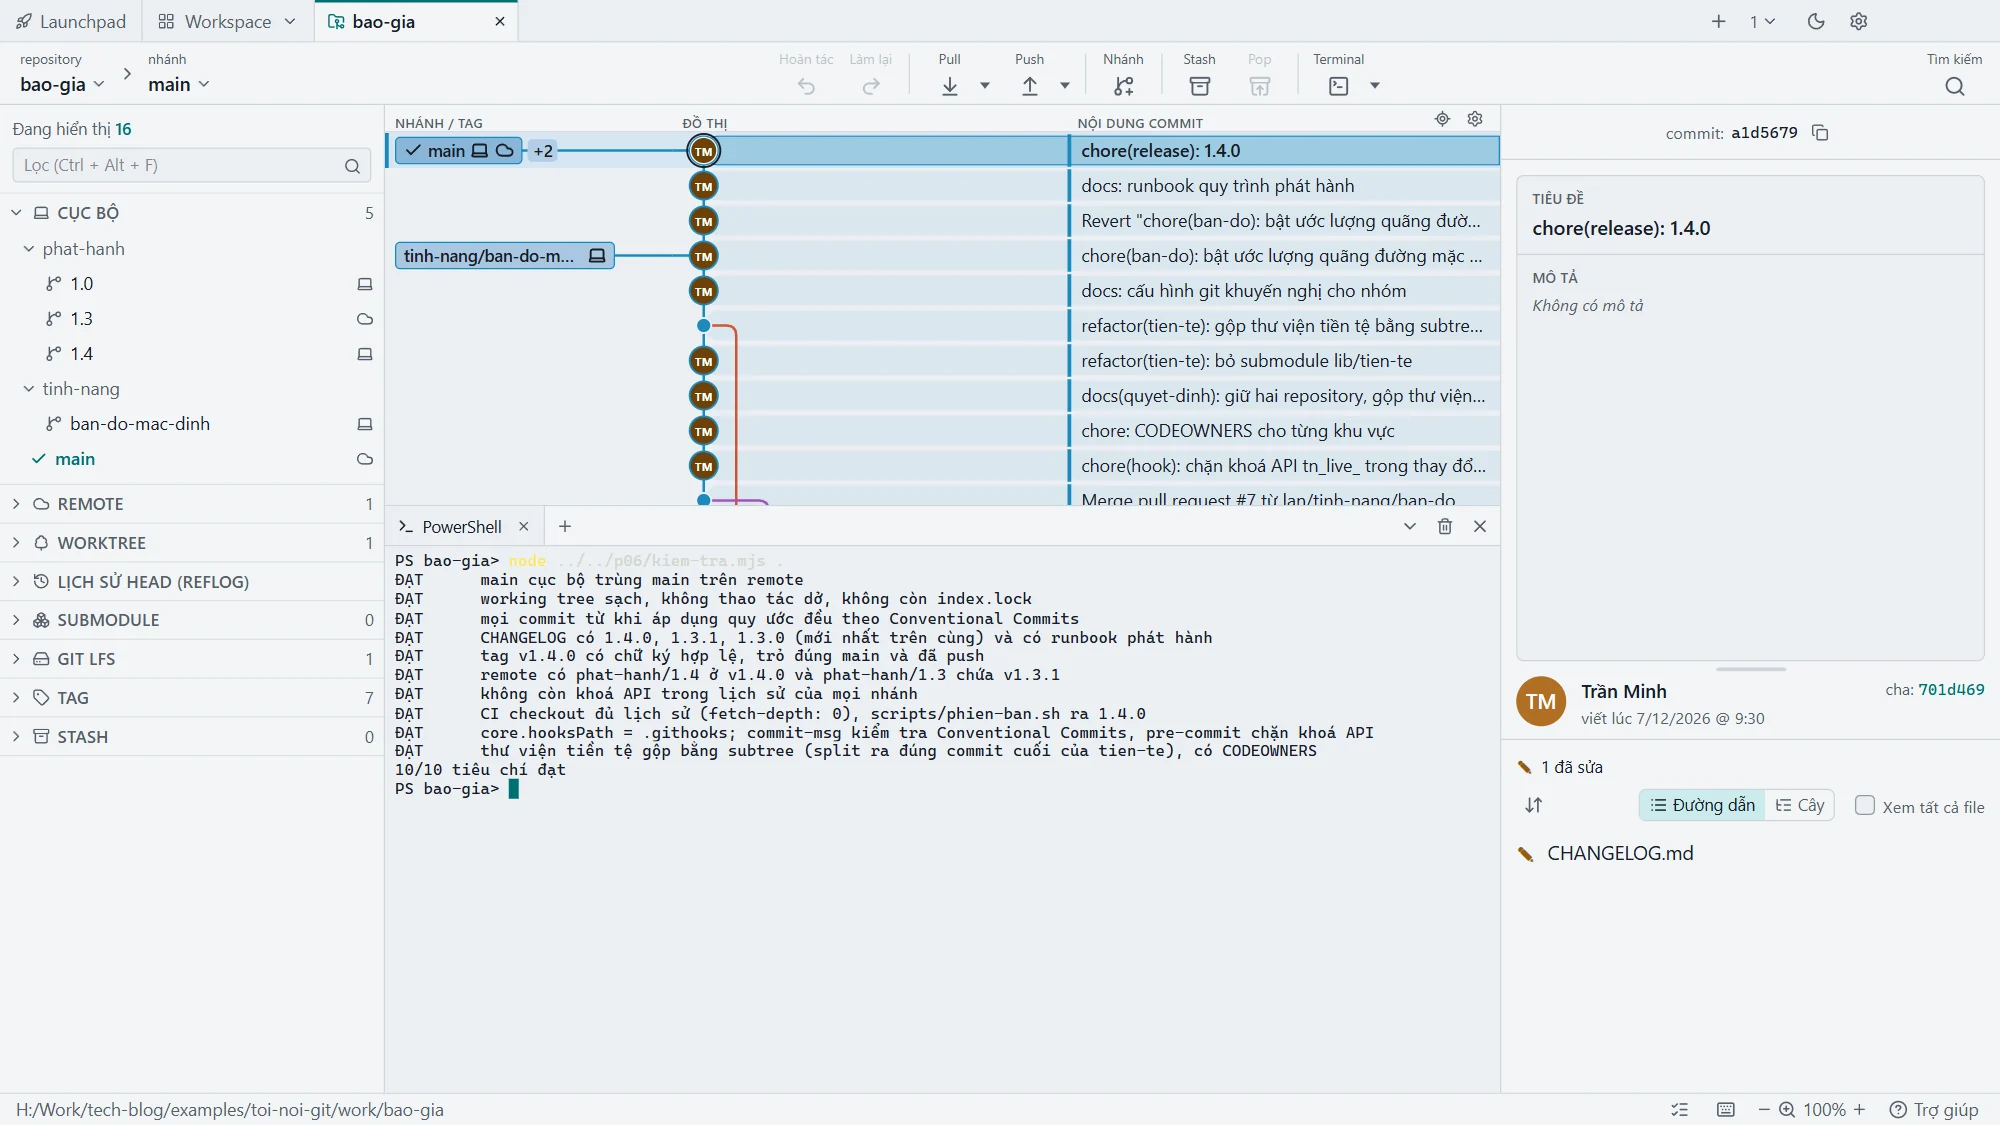 Launchpad
Workspace
bao-gia
1
repository
bao-gia
nhánh
main
Hoàn tác
Làm lại
Pull
Push
Nhánh
Stash
Pop
Terminal
Tìm kiếm
Đang hiển thị 16
Lọc (Ctrl + Alt + F)
CỤC BỘ 5
phat-hanh
1.0
1.3
1.4
tinh-nang
ban-do-mac-dinh
main
REMOTE 1
WORKTREE 1
LỊCH SỬ HEAD (REFLOG)
SUBMODULE 0
GIT LFS 1
TAG 7
STASH 0
NHÁNH / TAG ĐỒ THỊ NỘI DUNG COMMIT
main +2 TM chore(release): 1.4.0
TM docs: runbook quy trình phát hành
TM Revert "chore(ban-do): bật ước lượng quãng đườ...
tinh-nang/ban-do-m... TM chore(ban-do): bật ước lượng quãng đường mặc ...
TM docs: cấu hình git khuyến nghị cho nhóm
refactor(tien-te): gộp thư viện tiền tệ bằng subtre...
TM refactor(tien-te): bỏ submodule lib/tien-te
TM docs(quyet-dinh): giữ hai repository, gộp thư viện...
TM chore: CODEOWNERS cho từng khu vực
TM chore(hook): chặn khoá API tn_live_ trong thay đổ...
Merge pull request #7 từ lan/tinh-nang/ban-do
PowerShell
PS bao-gia> node ../../p06/kiem-tra.mjs .
ĐẠT main cục bộ trùng main trên remote
ĐẠT working tree sạch, không thao tác dở, không còn index.lock
ĐẠT mọi commit từ khi áp dụng quy ước đều theo Conventional Commits
ĐẠT CHANGELOG có 1.4.0, 1.3.1, 1.3.0 (mới nhất trên cùng) và có runbook phát hành
ĐẠT tag v1.4.0 có chữ ký hợp lệ, trỏ đúng main và đã push
ĐẠT remote có phat-hanh/1.4 ở v1.4.0 và phat-hanh/1.3 chứa v1.3.1
ĐẠT không còn khoá API trong lịch sử của mọi nhánh
ĐẠT CI checkout đủ lịch sử (fetch-depth: 0), scripts/phien-ban.sh ra 1.4.0
ĐẠT core.hooksPath = .githooks; commit-msg kiểm tra Conventional Commits, pre-commit chặn khoá API
ĐẠT thư viện tiền tệ gộp bằng subtree (split ra đúng commit cuối của tien-te), có CODEOWNERS
10/10 tiêu chí đạt
PS bao-gia>
commit: a1d5679
TIÊU ĐỀ
chore(release): 1.4.0
MÔ TẢ
Không có mô tả
TM Trần Minh cha: 701d469
viết lúc 7/12/2026 @ 9:30
1 đã sửa
Đường dẫn Cây Xem tất cả file
CHANGELOG.md
H:/Work/tech-blog/examples/toi-noi-git/work/bao-gia
100%
Trợ giúp